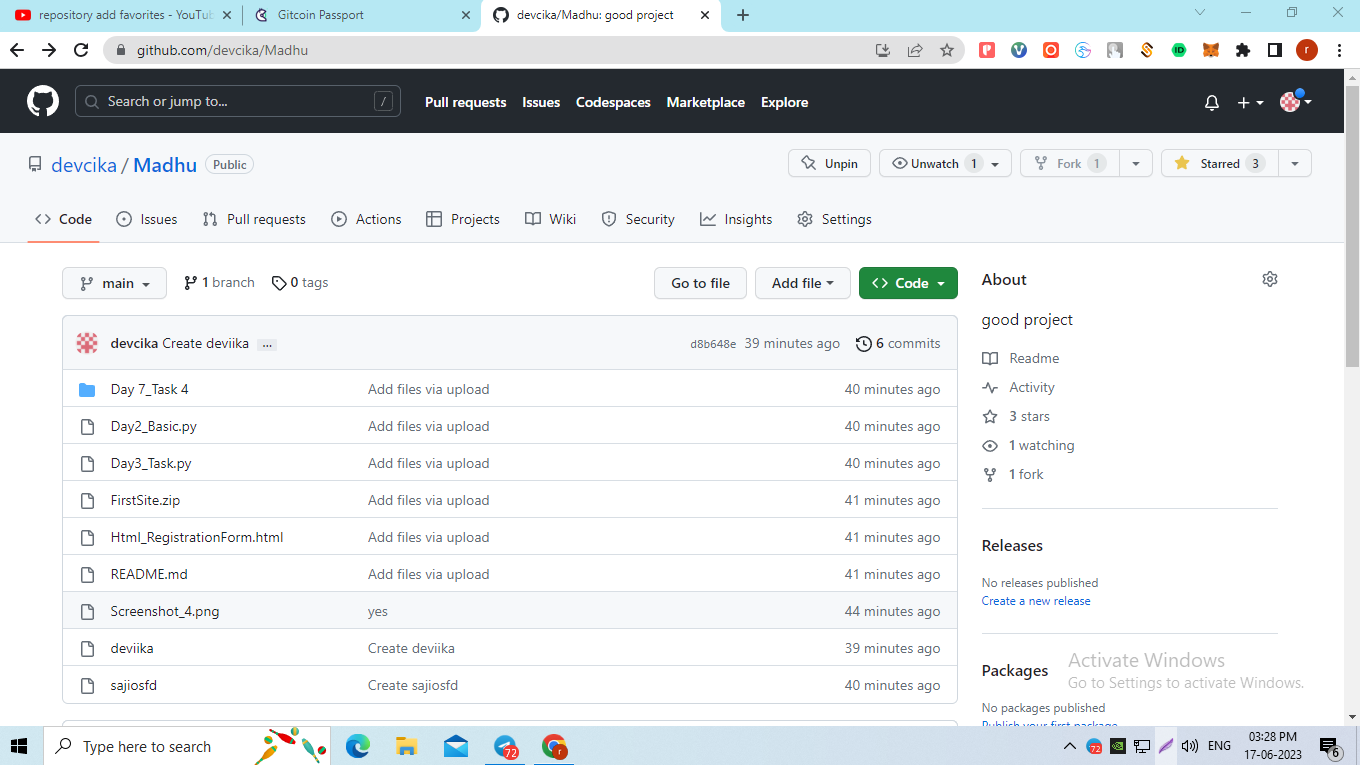 repository add favorites - YouTub
Gitcoin Passport
devcika/Madhu: good project
github.com/devcika/Madhu
r
Search or jump to...
/
Pull requests Issues Codespaces Marketplace Explore
devcika / Madhu Public
Unpin
Unwatch 1
Fork 1
Starred 3
Code Issues Pull requests Actions Projects Wiki Security Insights Settings
main 1 branch 0 tags
Go to file Add file Code
devcika Create deviika ... d8b648e 39 minutes ago 6 commits
Day 7_Task 4 Add files via upload 40 minutes ago
Day2_Basic.py Add files via upload 40 minutes ago
Day3_Task.py Add files via upload 40 minutes ago
FirstSite.zip Add files via upload 41 minutes ago
Html_RegistrationForm.html Add files via upload 41 minutes ago
README.md Add files via upload 41 minutes ago
Screenshot_4.png yes 44 minutes ago
deviika Create deviika 39 minutes ago
sajiosfd Create sajiosfd 40 minutes ago
About
good project
Readme
Activity
3 stars
1 watching
1 fork
Releases
No releases published
Create a new release
Packages
No packages published
Publish your first package
Activate Windows
Go to Settings to activate Windows.
Type here to search
72
r
72
ENG
03:28 PM
17-06-2023
6